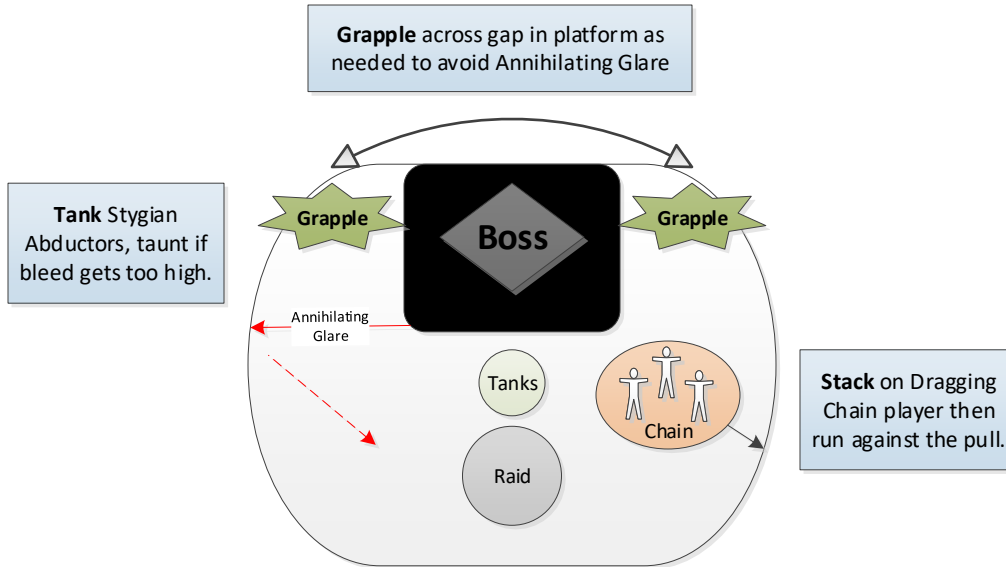 Grapple across gap in platform as
needed to avoid Annihilating Glare
Tank Stygian
Abductors, taunt if
bleed gets too high.
Grapple
Boss
Grapple
Annihilating
Glare
Tanks
Chain
Raid
Stack on Dragging
Chain player then
run against the pull.